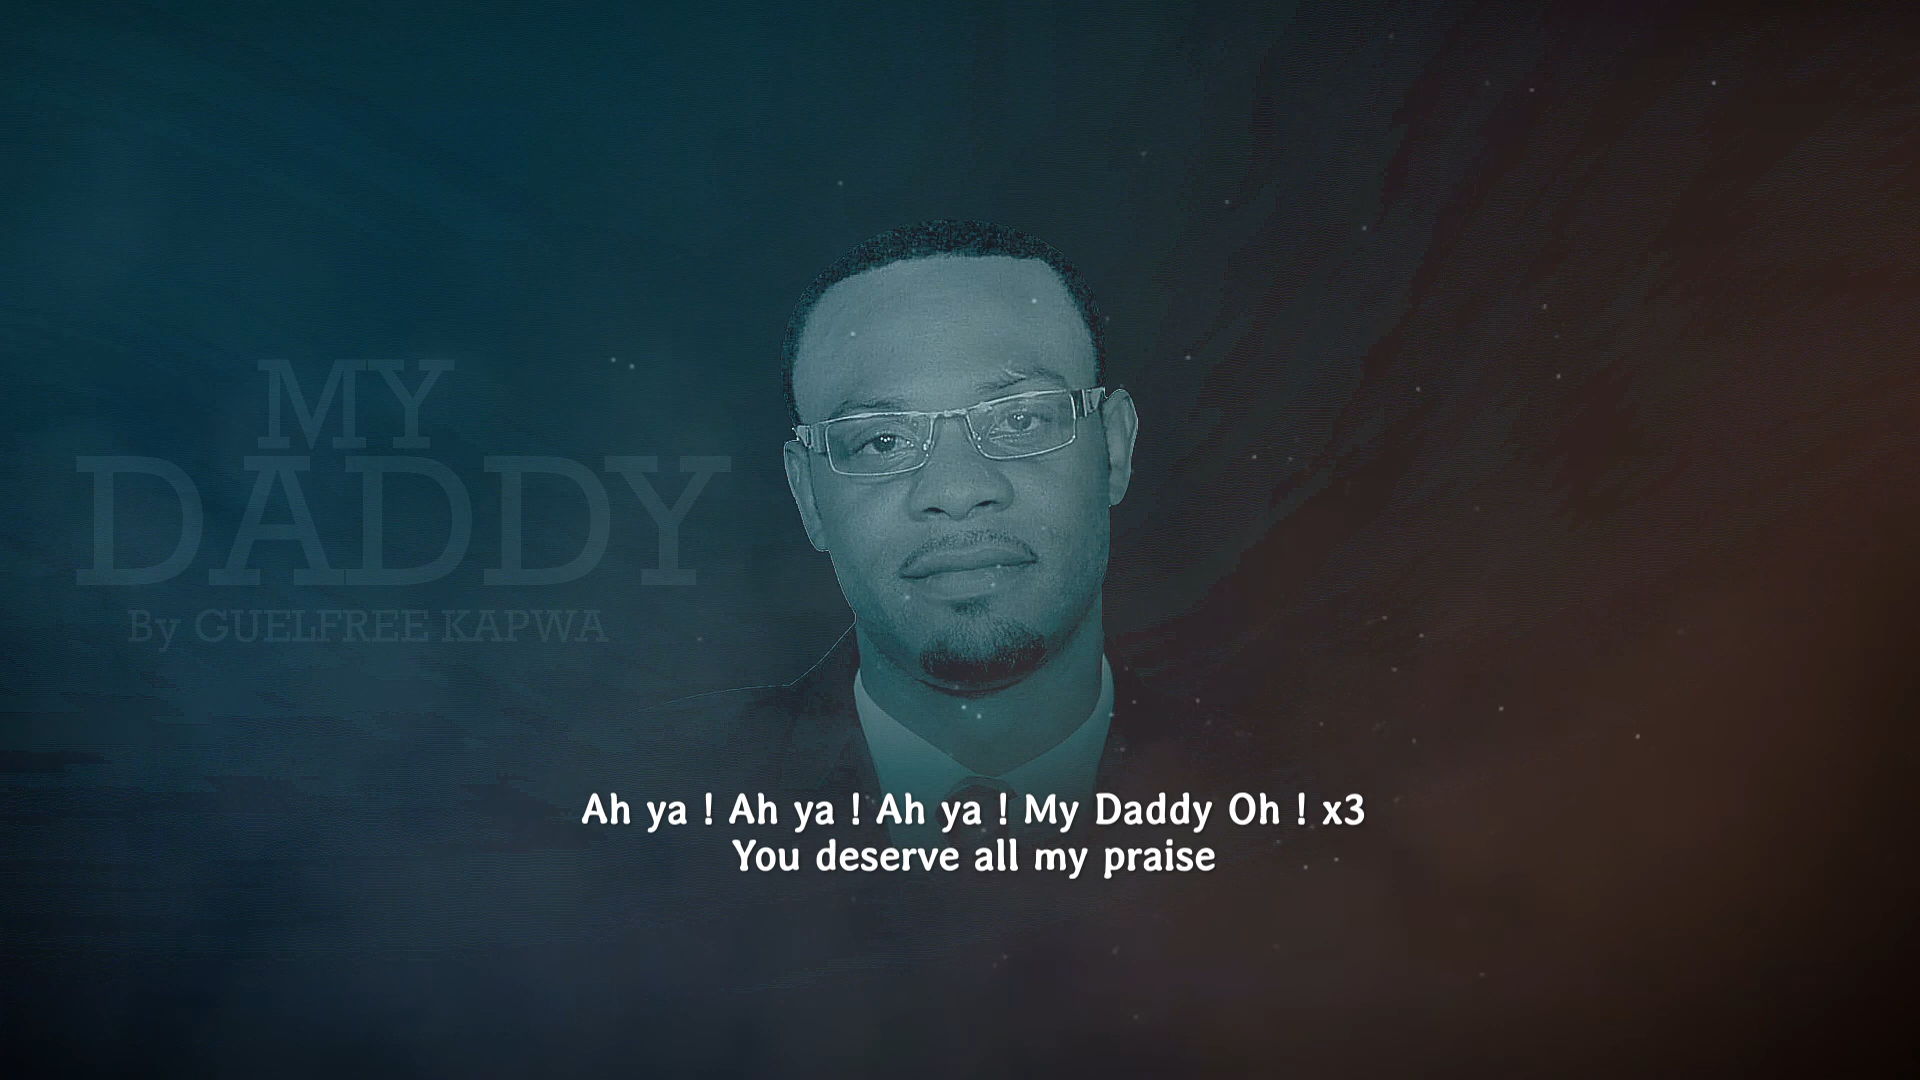 MY
DADDY
By GUELFREE KAPWA
Ah ya ! Ah ya ! Ah ya ! My Daddy Oh ! x3
You deserve all my praise